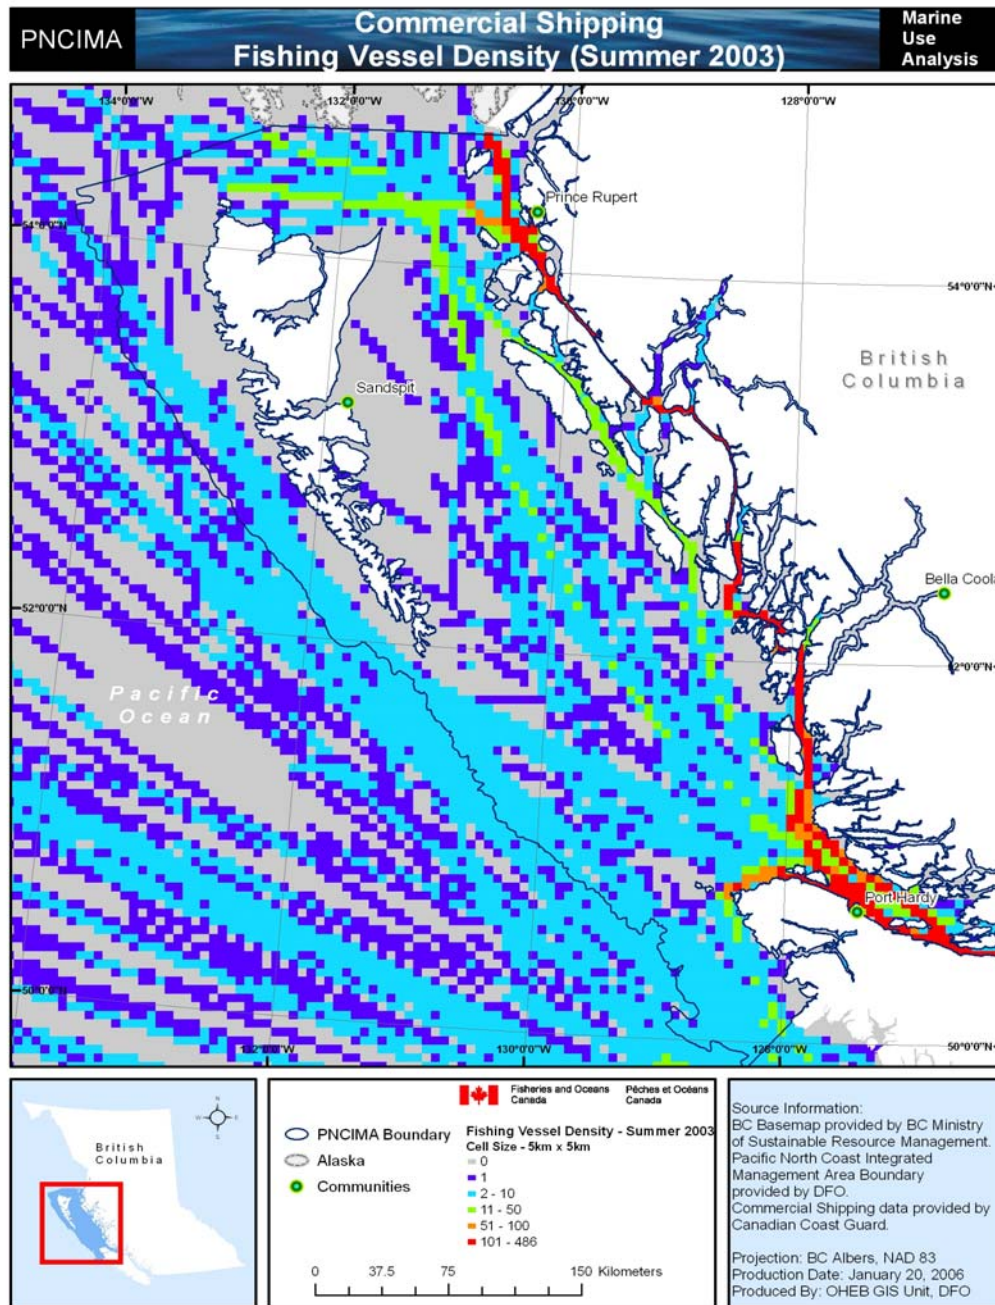 PNCIMA
Commercial Shipping
Fishing Vessel Density (Summer 2003)
Marine
Use
Analysis
134°0'0"W
132°0'0"W
128°0'0"W
Prince Rupert
54°0'0"N
54°0'0"N
British
Columbia
Sandspit
Bella Coola
52°0'0"N
Pacific
Ocean
Port Hardy
50°0'0"N
132°0'0"W
130°0'0"W
128°0'0"W
50°0'0"N
British
Columbia
N
W
E
S
PNCIMA Boundary
Alaska
Communities
Fisheries and Oceans
Canada
Pêches et Océans
Canada
Fishing Vessel Density - Summer 2003
Cell Size - 5km x 5km
0
1
2 - 10
11 - 50
51 - 100
101 - 486
0 37.5 75 150 Kilometers
Source Information:
BC Basemap provided by BC Ministry
of Sustainable Resource Management.
Pacific North Coast Integrated
Management Area Boundary
provided by DFO.
Commercial Shipping data provided by
Canadian Coast Guard.
Projection: BC Albers, NAD 83
Production Date: January 20, 2006
Produced By: OHEB GIS Unit, DFO